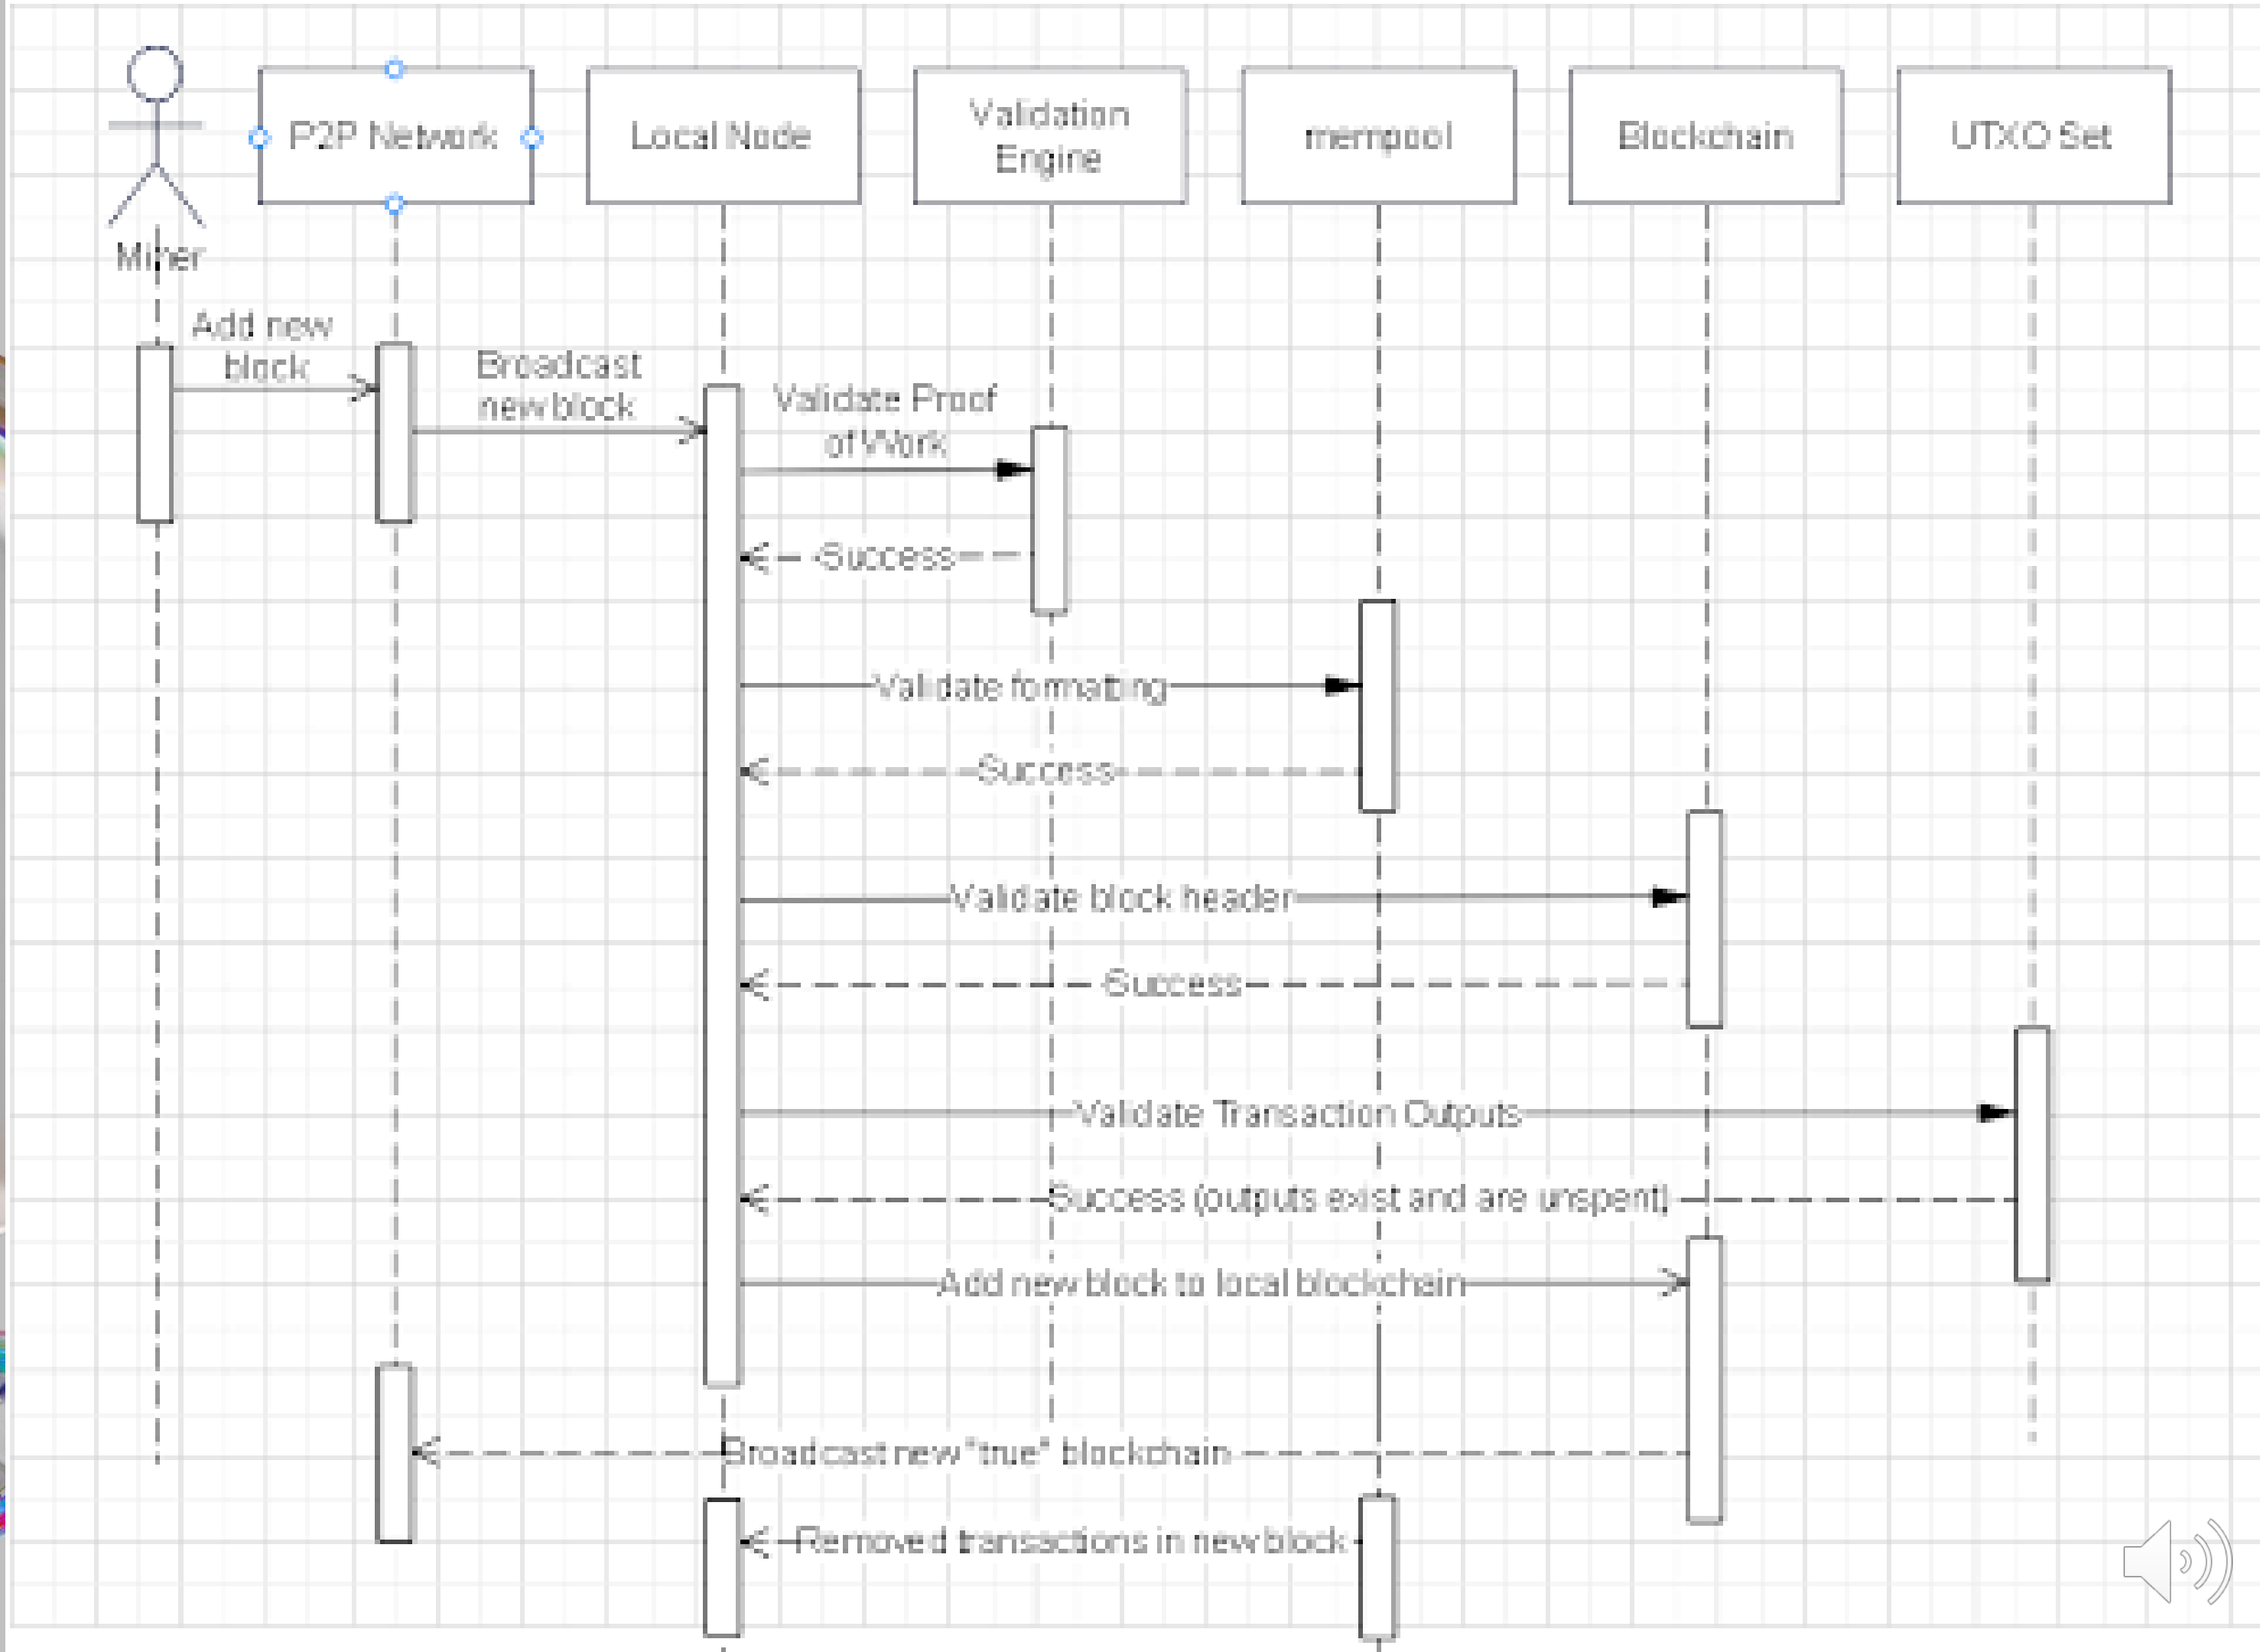 P2P Network
Local Node
Validation
Engine
mempool
Blockchain
UTXO Set
Miner
Add new
block
Broadcast
new block
Validate Proof
of Work
Success
Validate formatting
Success
Validate block header
Success
Validate Transaction Outputs
Success (outputs exist and are unspent)
Add new block to local blockchain
Broadcast new "true" blockchain
Removed transactions in new block